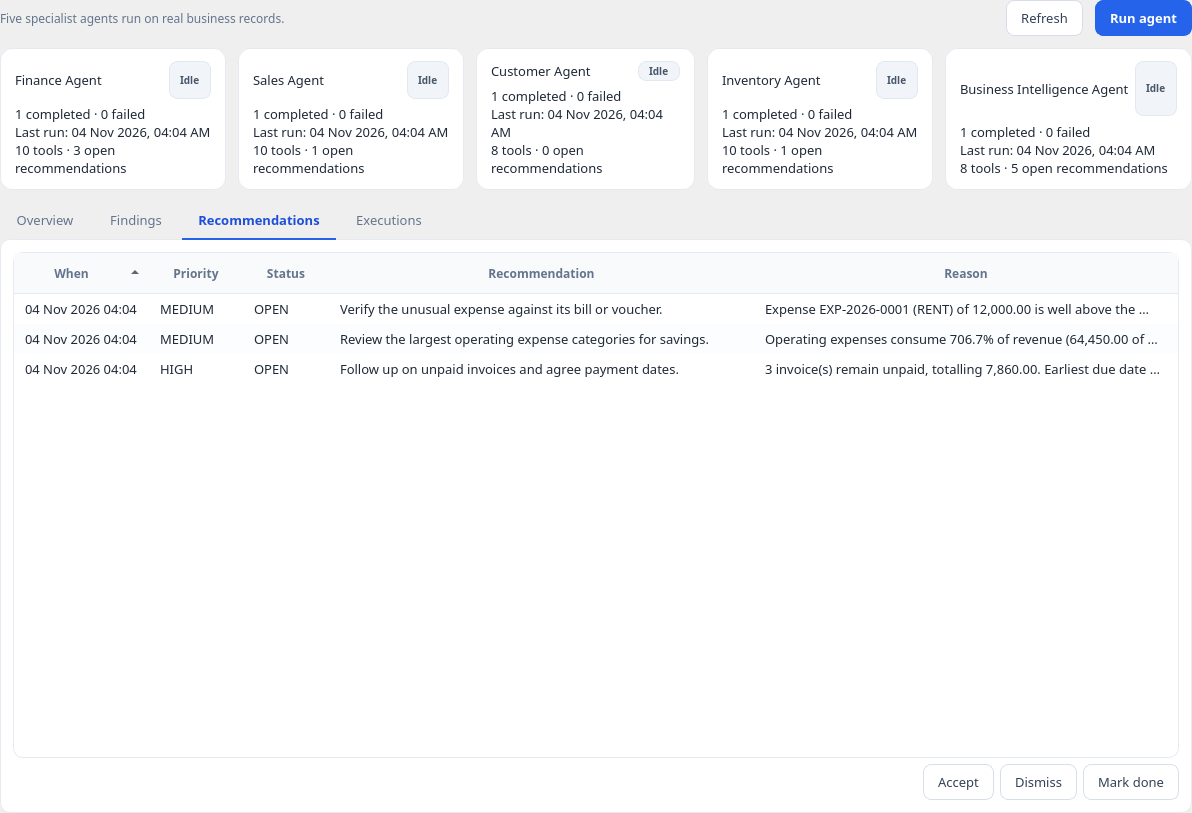 Five specialist agents run on real business records.
Refresh
Run agent
Finance Agent
Idle
1 completed · 0 failed
Last run: 04 Nov 2026, 04:04 AM
10 tools · 3 open
recommendations
Sales Agent
Idle
1 completed · 0 failed
Last run: 04 Nov 2026, 04:04 AM
10 tools · 1 open
recommendations
Customer Agent
Idle
1 completed · 0 failed
Last run: 04 Nov 2026, 04:04
AM
8 tools · 0 open
recommendations
Inventory Agent
Idle
1 completed · 0 failed
Last run: 04 Nov 2026, 04:04 AM
10 tools · 1 open
recommendations
Business Intelligence Agent
Idle
1 completed · 0 failed
Last run: 04 Nov 2026, 04:04 AM
8 tools · 5 open recommendations
Overview Findings Recommendations Executions
When Priority Status Recommendation Reason
04 Nov 2026 04:04 MEDIUM OPEN Verify the unusual expense against its bill or voucher. Expense EXP-2026-0001 (RENT) of 12,000.00 is well above the ...
04 Nov 2026 04:04 MEDIUM OPEN Review the largest operating expense categories for savings. Operating expenses consume 706.7% of revenue (64,450.00 of ...
04 Nov 2026 04:04 HIGH OPEN Follow up on unpaid invoices and agree payment dates. 3 invoice(s) remain unpaid, totalling 7,860.00. Earliest due date ...
Accept Dismiss Mark done